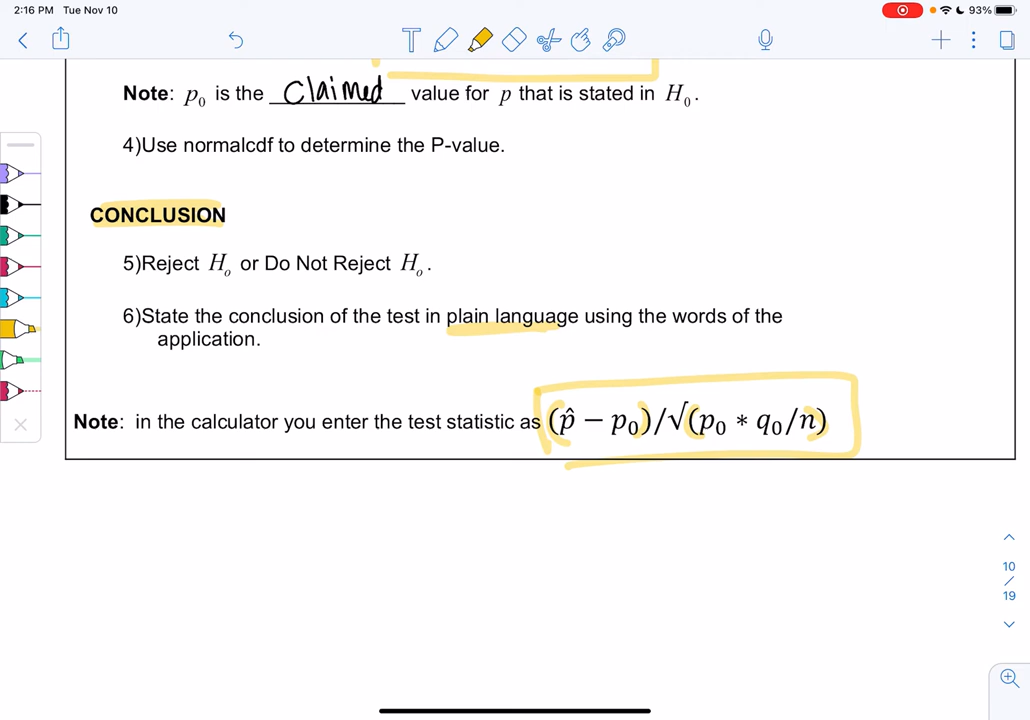 2:16 PM Tue Nov 10
93%
Note: p₀ is the Claimed value for p that is stated in H₀.
4)Use normalcdf to determine the P-value.
CONCLUSION
5)Reject Hₒ or Do Not Reject Hₒ.
6)State the conclusion of the test in plain language using the words of the
application.
Note: in the calculator you enter the test statistic as (p̂ − p₀)/√(p₀ * q₀/n)
10
/
19